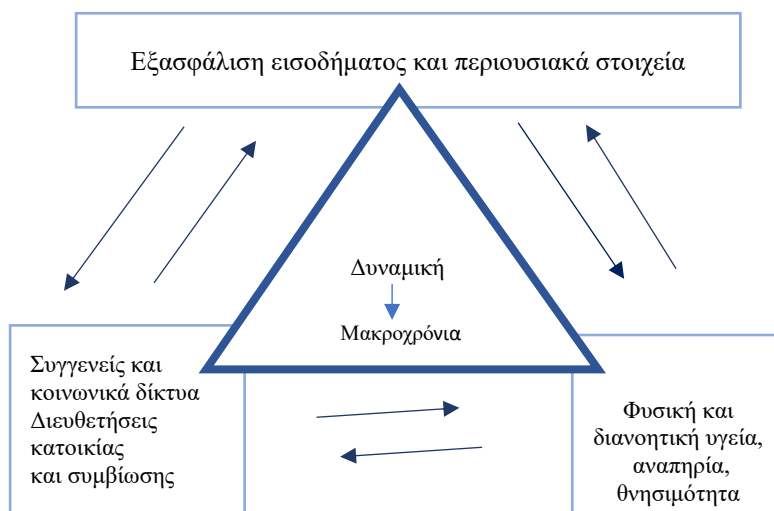 Εξασφάλιση εισοδήματος και περιουσιακά στοιχεία
Δυναμική
Μακροχρόνια
Συγγενείς και
κοινωνικά δίκτυα
Διευθετήσεις
κατοικίας
και συμβίωσης
Φυσική και
διανοητική υγεία,
αναπηρία,
θνησιμότητα